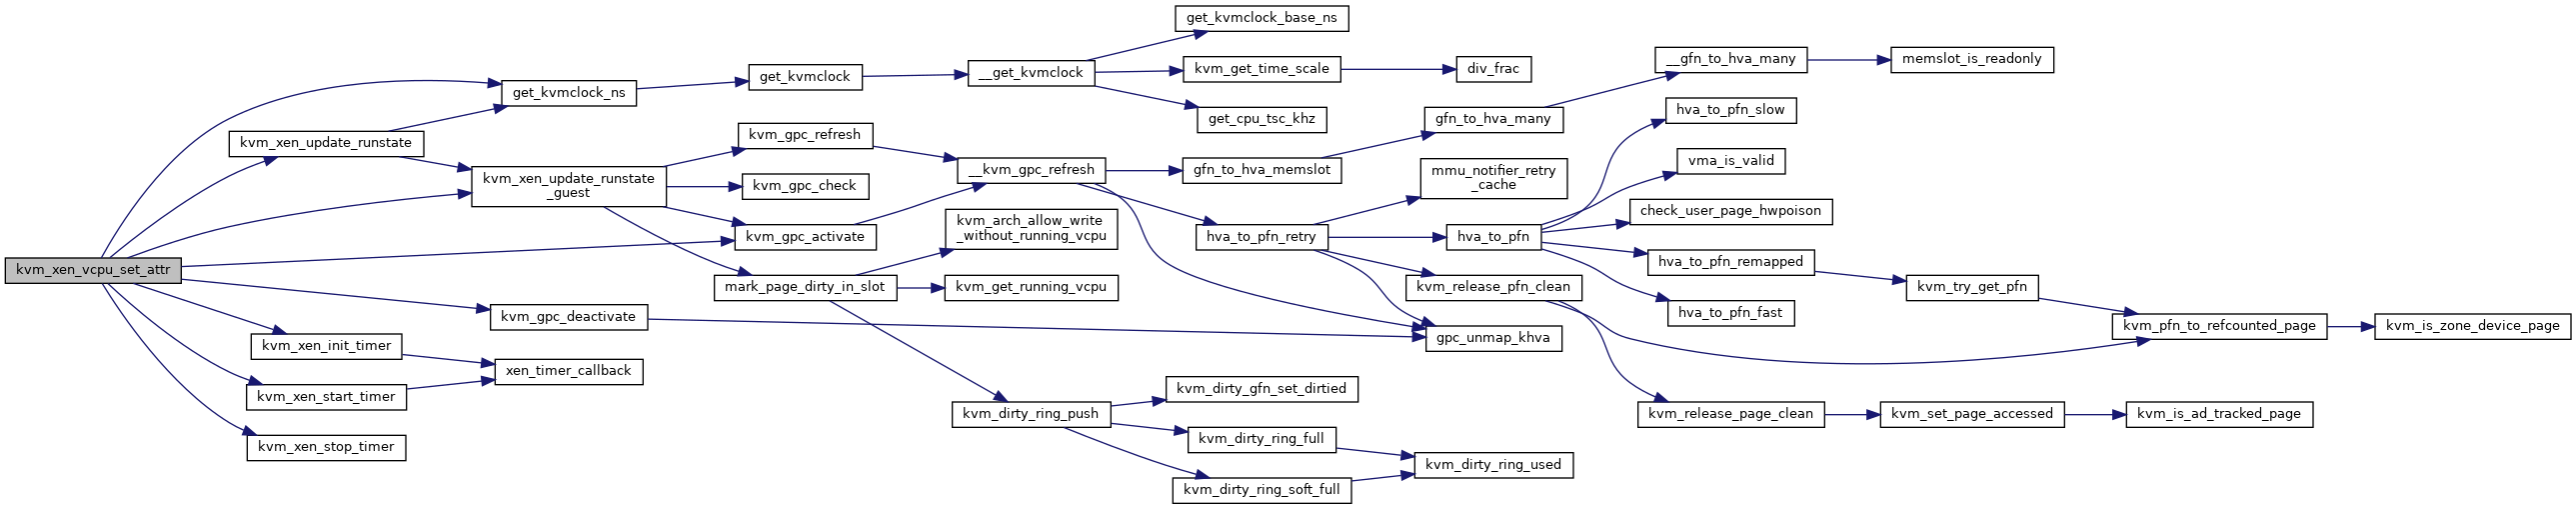 kvm_xen_vcpu_set_attr
get_kvmclock_ns
kvm_xen_update_runstate
kvm_xen_update_runstate
_guest
kvm_gpc_activate
kvm_gpc_deactivate
kvm_xen_init_timer
kvm_xen_start_timer
kvm_xen_stop_timer
xen_timer_callback
get_kvmclock
kvm_gpc_refresh
kvm_gpc_check
mark_page_dirty_in_slot
__get_kvmclock
__kvm_gpc_refresh
kvm_arch_allow_write
_without_running_vcpu
kvm_get_running_vcpu
kvm_dirty_ring_push
get_kvmclock_base_ns
kvm_get_time_scale
get_cpu_tsc_khz
div_frac
gfn_to_hva_memslot
hva_to_pfn_retry
kvm_dirty_gfn_set_dirtied
kvm_dirty_ring_full
kvm_dirty_ring_soft_full
kvm_dirty_ring_used
gfn_to_hva_many
mmu_notifier_retry
_cache
hva_to_pfn
kvm_release_pfn_clean
gpc_unmap_khva
__gfn_to_hva_many
memslot_is_readonly
hva_to_pfn_slow
vma_is_valid
check_user_page_hwpoison
hva_to_pfn_remapped
hva_to_pfn_fast
kvm_try_get_pfn
kvm_pfn_to_refcounted_page
kvm_is_zone_device_page
kvm_release_page_clean
kvm_set_page_accessed
kvm_is_ad_tracked_page